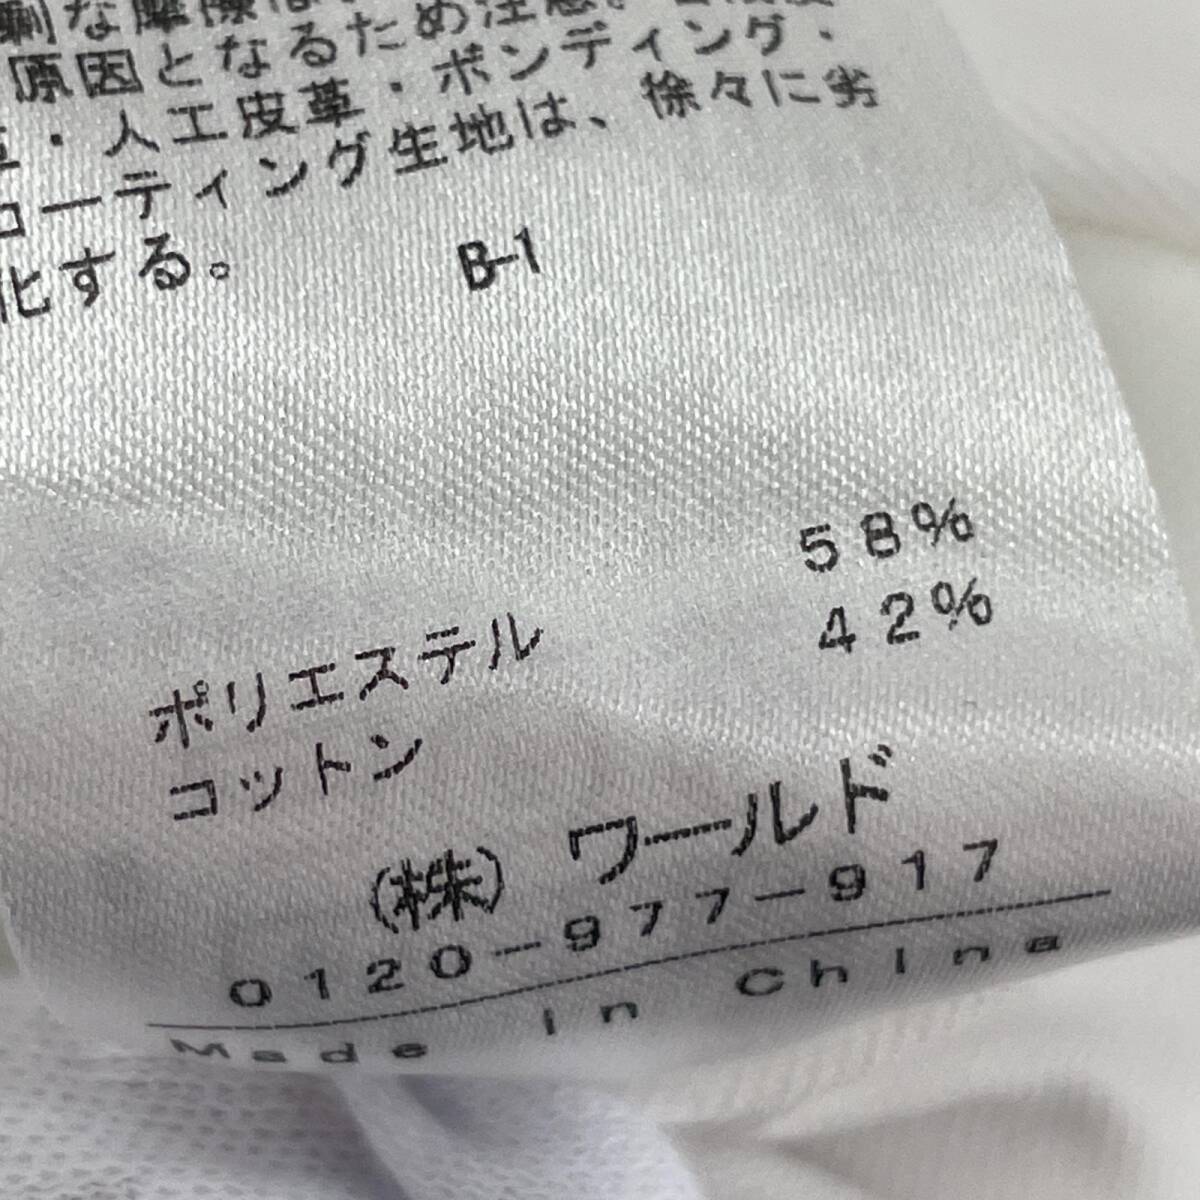 原因となるため注意。
・人工皮革・ボンディング・
コーティング生地は、徐々に劣
化する。 B-1
ポリエステル 58%
コットン 42%
(株) ワールド
0120-977-917
Made in China